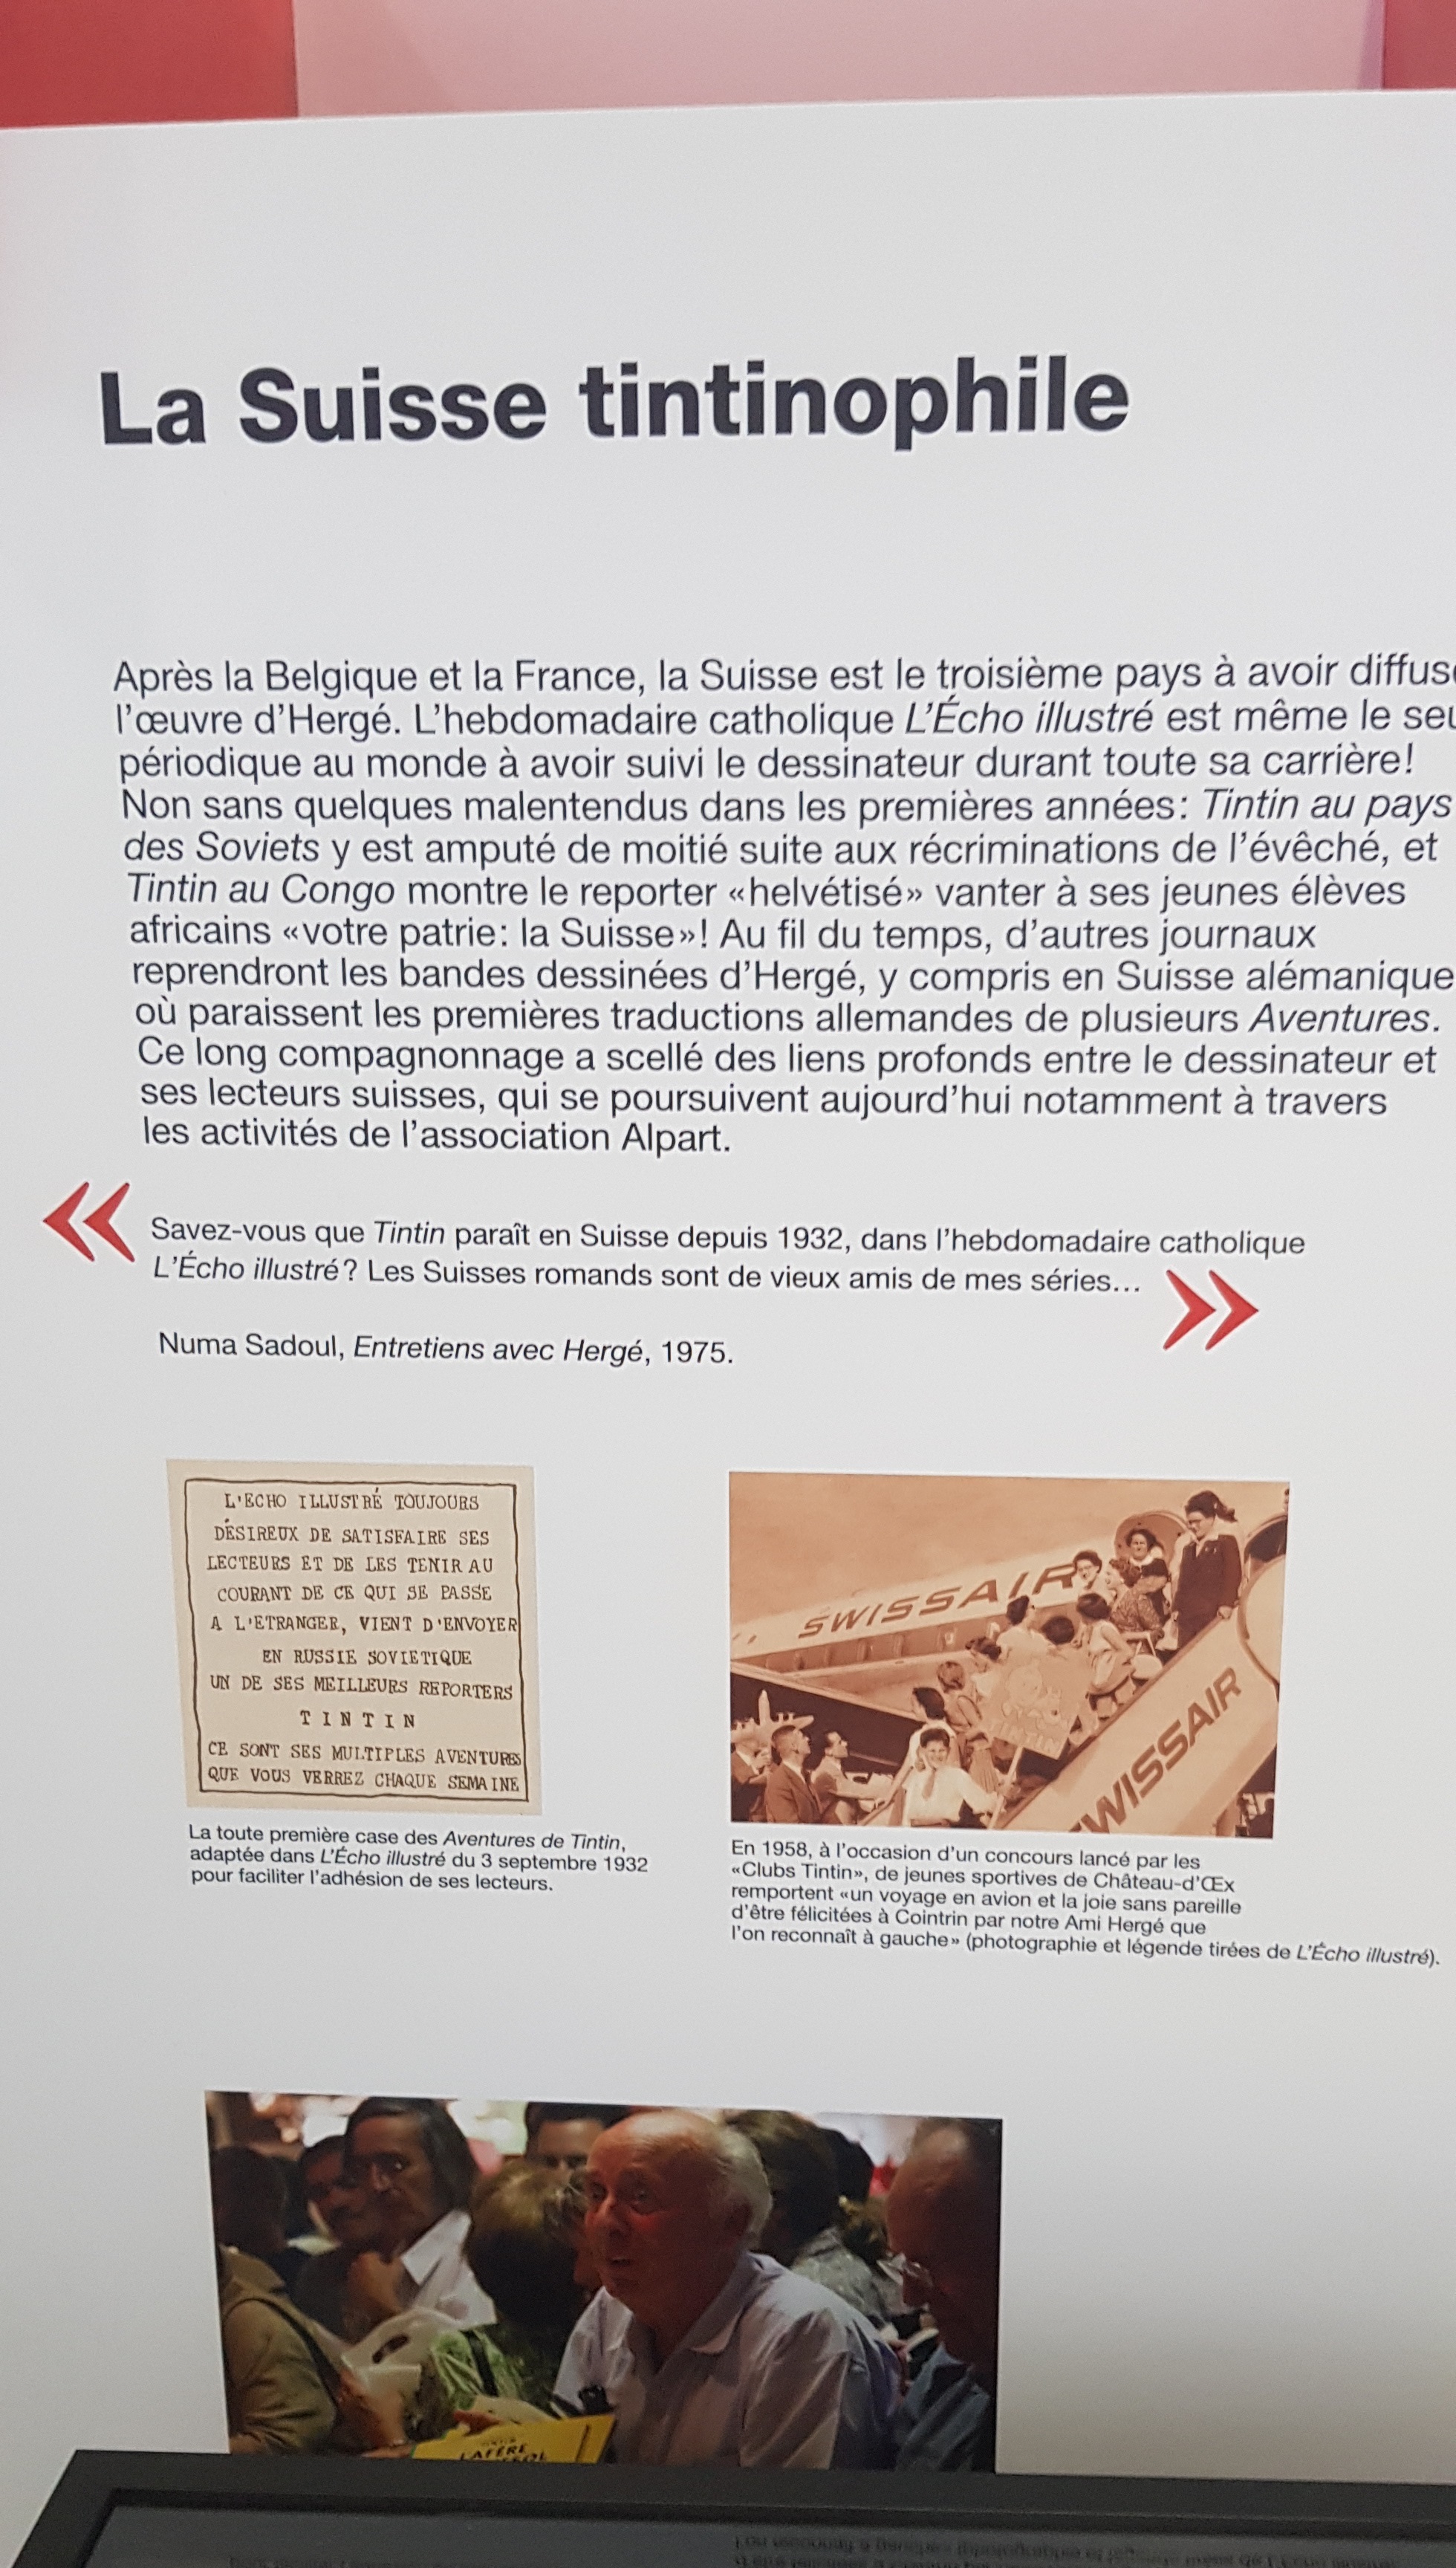 La Suisse tintinophile
Après la Belgique et la France, la Suisse est le troisième pays à avoir diffus
l'œuvre d'Hergé. L'hebdomadaire catholique L'Écho illustré est même le seu
périodique au monde à avoir suivi le dessinateur durant toute sa carrière!
Non sans quelques malentendus dans les premières années: Tintin au pays
des Soviets y est amputé de moitié suite aux récriminations de l'évêché, et
Tintin au Congo montre le reporter «helvétisé» vanter à ses jeunes élèves
africains «votre patrie: la Suisse»! Au fil du temps, d'autres journaux
reprendront les bandes dessinées d'Hergé, y compris en Suisse alémanique
où paraissent les premières traductions allemandes de plusieurs Aventures.
Ce long compagnonnage a scellé des liens profonds entre le dessinateur et
ses lecteurs suisses, qui se poursuivent aujourd'hui notamment à travers
les activités de l'association Alpart.
« Savez-vous que Tintin paraît en Suisse depuis 1932, dans l'hebdomadaire catholique
L'Écho illustré? Les Suisses romands sont de vieux amis de mes séries... »
Numa Sadoul, Entretiens avec Hergé, 1975.
L'ECHO ILLUSTRÉ TOUJOURS
DÉSIREUX DE SATISFAIRE SES
LECTEURS ET DE LES TENIR AU
COURANT DE CE QUI SE PASSE
A L'ETRANGER, VIENT D'ENVOYER
EN RUSSIE SOVIETIQUE
UN DE SES MEILLEURS REPORTERS
TINTIN
CE SONT SES MULTIPLES AVENTURES
QUE VOUS VERREZ CHAQUE SEMAINE
La toute première case des Aventures de Tintin,
adaptée dans L'Écho illustré du 3 septembre 1932
pour faciliter l'adhésion de ses lecteurs.
SWISSAIR
TINTIN
WISSAIR
En 1958, à l'occasion d'un concours lancé par les
«Clubs Tintin», de jeunes sportives de Château-d'Œx
remportent «un voyage en avion et la joie sans pareille
d'être félicitées à Cointrin par notre Ami Hergé que
l'on reconnaît à gauche» (photographie et légende tirées de L'Écho illustré).
LAFÈRE